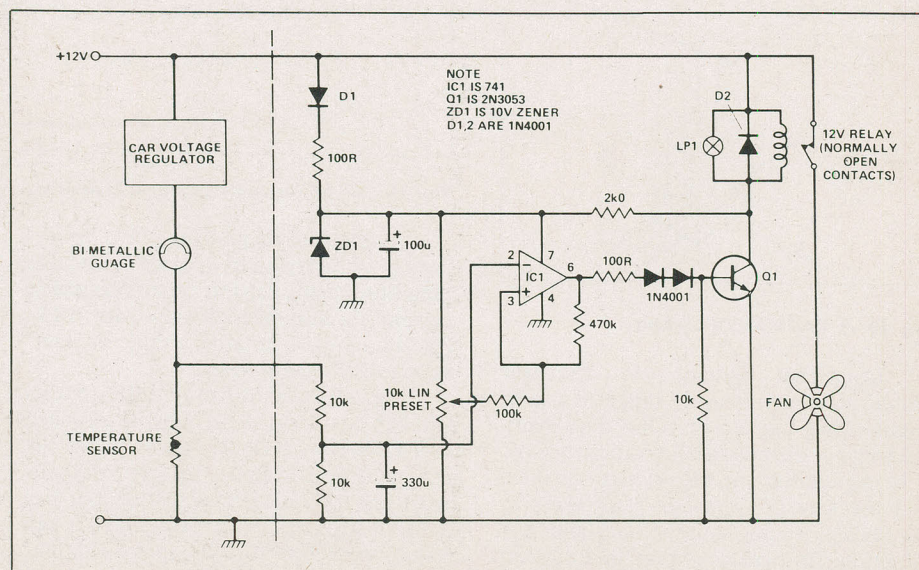 +12V
NOTE
IC1 IS 741
Q1 IS 2N3053
ZD1 IS 10V ZENER
D1,2 ARE 1N4001
D1
D2
CAR VOLTAGE
REGULATOR
100R
LP1
12V RELAY
(NORMALLY
OPEN
CONTACTS)
2k0
BI-METALLIC
GUAGE
ZD1
+
100u
2
-
7
IC1
6
100R
Q1
3
+
4
1N4001
470k
10k
10k LIN
PRESET
100k
10k
FAN
TEMPERATURE
SENSOR
10k
+
330u